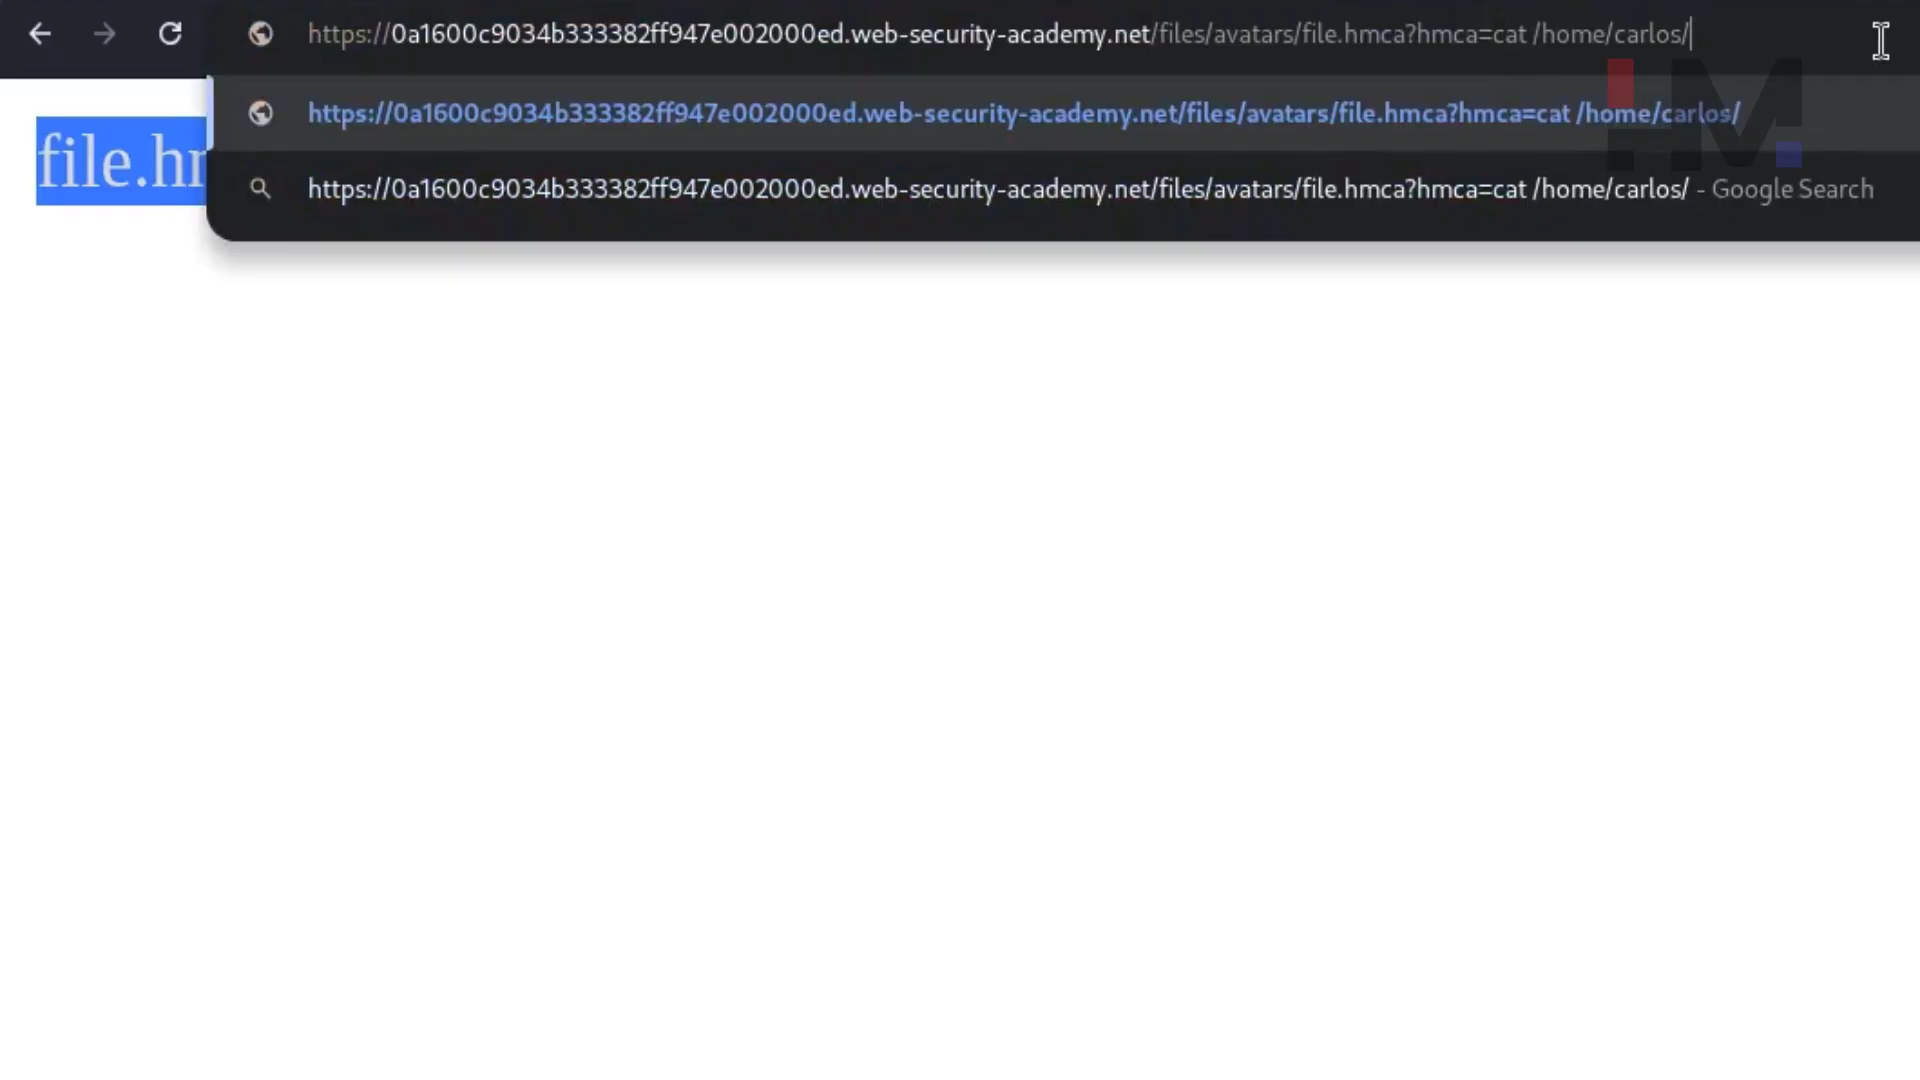 https://0a1600c9034b333382ff947e002000ed.web-security-academy.net/files/avatars/file.hmca?hmca=cat /home/carlos/
https://0a1600c9034b333382ff947e002000ed.web-security-academy.net/files/avatars/file.hmca?hmca=cat /home/carlos/
file.h
https://0a1600c9034b333382ff947e002000ed.web-security-academy.net/files/avatars/file.hmca?hmca=cat /home/carlos/ - Google Search
HM